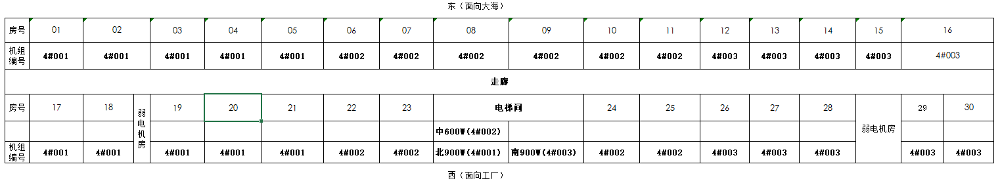 东（面向大海）
房号 01 02 03 04 05 06 07 08 09 10 11 12 13 14 15 16
机组编号 4#001 4#001 4#001 4#001 4#001 4#002 4#002 4#002 4#002 4#002 4#002 4#003 4#003 4#003 4#003 4#003
走廊
房号 17 18 弱电机房 19 20 21 22 23 电梯间 24 25 26 27 28 弱电机房 29 30
中600W(4#002)
机组编号 4#001 4#001 4#001 4#001 4#001 4#002 4#002 北900W(4#001) 南900W(4#003) 4#002 4#002 4#003 4#003 4#003 4#003 4#003
西（面向工厂）